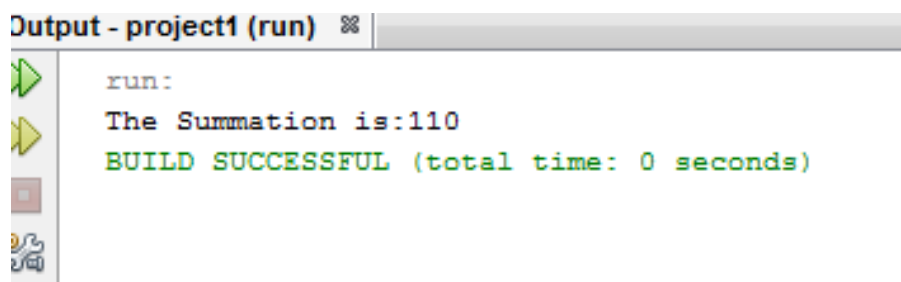 Output - project1 (run)
run:
The Summation is:110
BUILD SUCCESSFUL (total time: 0 seconds)